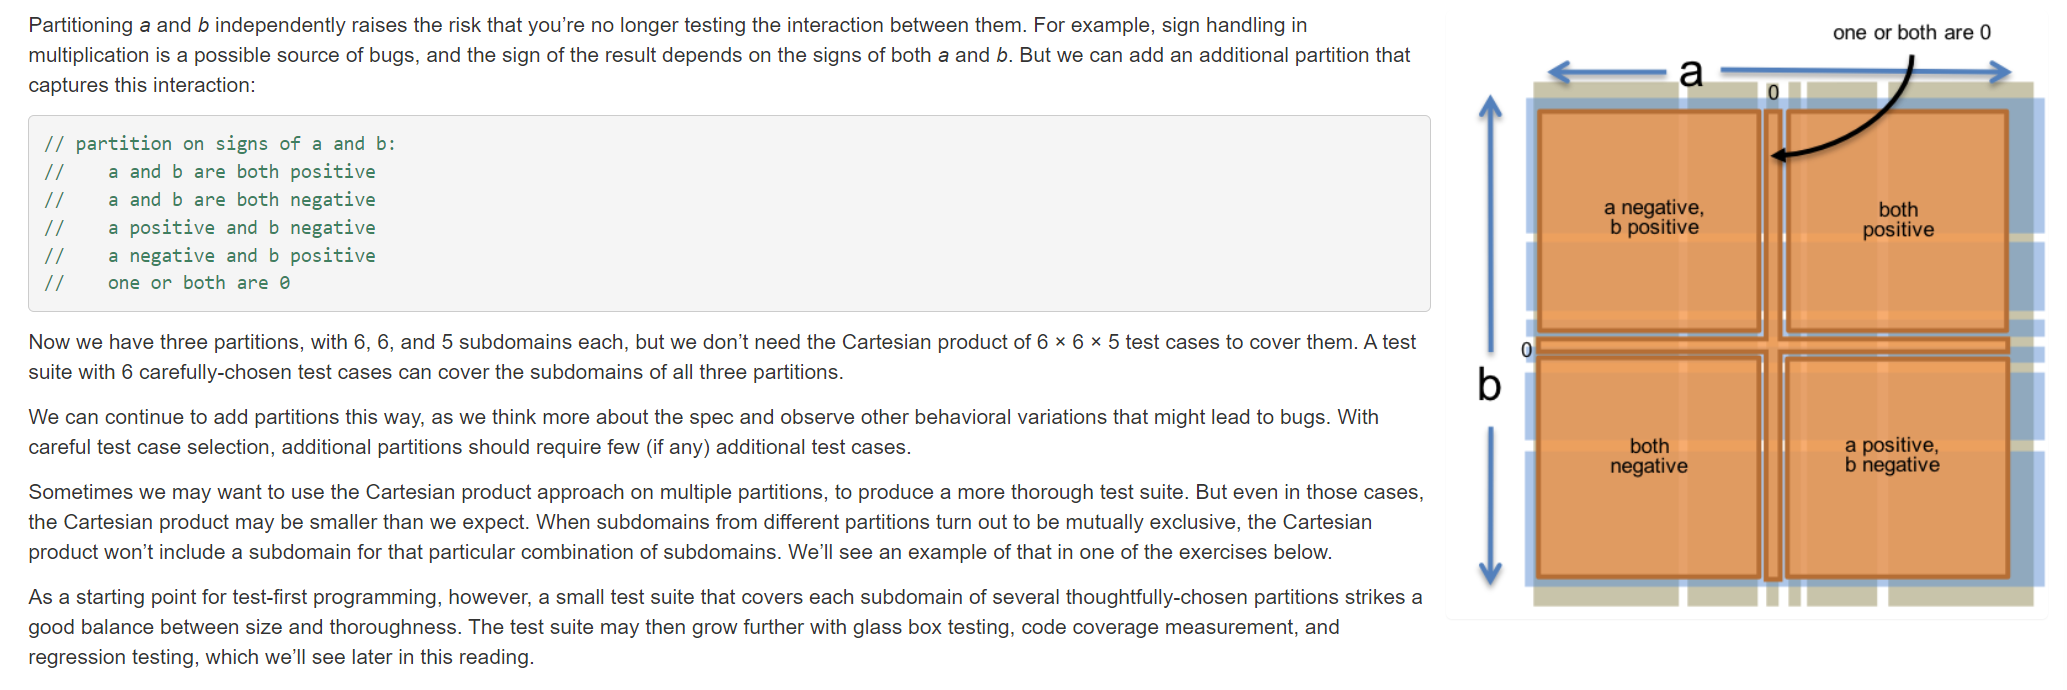 Partitioning a and b independently raises the risk that you’re no longer testing the interaction between them. For example, sign handling in
multiplication is a possible source of bugs, and the sign of the result depends on the signs of both a and b. But we can add an additional partition that
captures this interaction:
// partition on signs of a and b:
//    a and b are both positive
//    a and b are both negative
//    a positive and b negative
//    a negative and b positive
//    one or both are 0
Now we have three partitions, with 6, 6, and 5 subdomains each, but we don’t need the Cartesian product of 6 × 6 × 5 test cases to cover them. A test
suite with 6 carefully-chosen test cases can cover the subdomains of all three partitions.
We can continue to add partitions this way, as we think more about the spec and observe other behavioral variations that might lead to bugs. With
careful test case selection, additional partitions should require few (if any) additional test cases.
Sometimes we may want to use the Cartesian product approach on multiple partitions, to produce a more thorough test suite. But even in those cases,
the Cartesian product may be smaller than we expect. When subdomains from different partitions turn out to be mutually exclusive, the Cartesian
product won’t include a subdomain for that particular combination of subdomains. We’ll see an example of that in one of the exercises below.
As a starting point for test-first programming, however, a small test suite that covers each subdomain of several thoughtfully-chosen partitions strikes a
good balance between size and thoroughness. The test suite may then grow further with glass box testing, code coverage measurement, and
regression testing, which we’ll see later in this reading.
one or both are 0
a
0
a negative,
b positive
both
positive
0
b
both
negative
a positive,
b negative